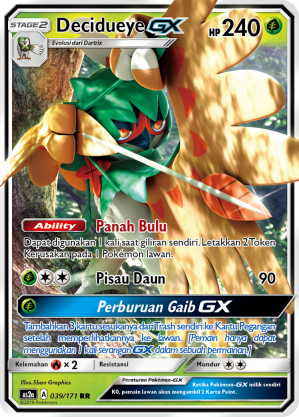 STAGE2 Decidueye GX HP 240
Evolusi dari Dartrix
Ability Panah Bulu
Dapat digunakan 1 kali saat giliran sendiri. Letakkan 2 Token
Kerusakan pada 1 Pokémon lawan.
Pisau Daun 90
Perburuan Gaib GX
Tambahkan 3 kartu sesukanya dari Trash sendiri ke Kartu Pegangan
setelah memperlihatkannya ke lawan. [Pemain hanya dapat
menggunakan 1 kali serangan GX dalam sebuah permainan.]
Kelemahan ×2 Resistansi -- Mundur
Illus. 5ban Graphics
Peraturan Pokémon-GX
Ketika Pokémon-GX milik sendiri
KO, pemain lawan akan mendapatkan 2 lembar Kartu Poin.
as2a A 039/171 RR